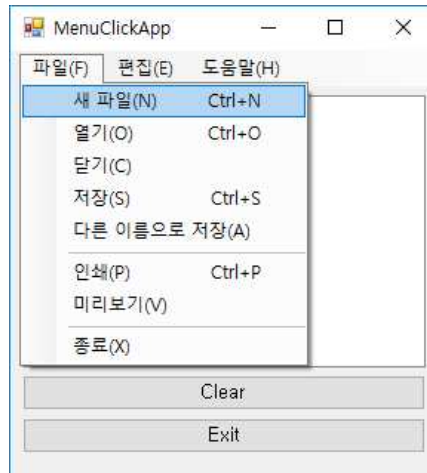 MenuClickApp
파일(F) 편집(E) 도움말(H)
새 파일(N) Ctrl+N
열기(O) Ctrl+O
닫기(C)
저장(S) Ctrl+S
다른 이름으로 저장(A)
인쇄(P) Ctrl+P
미리보기(V)
종료(X)
Clear
Exit